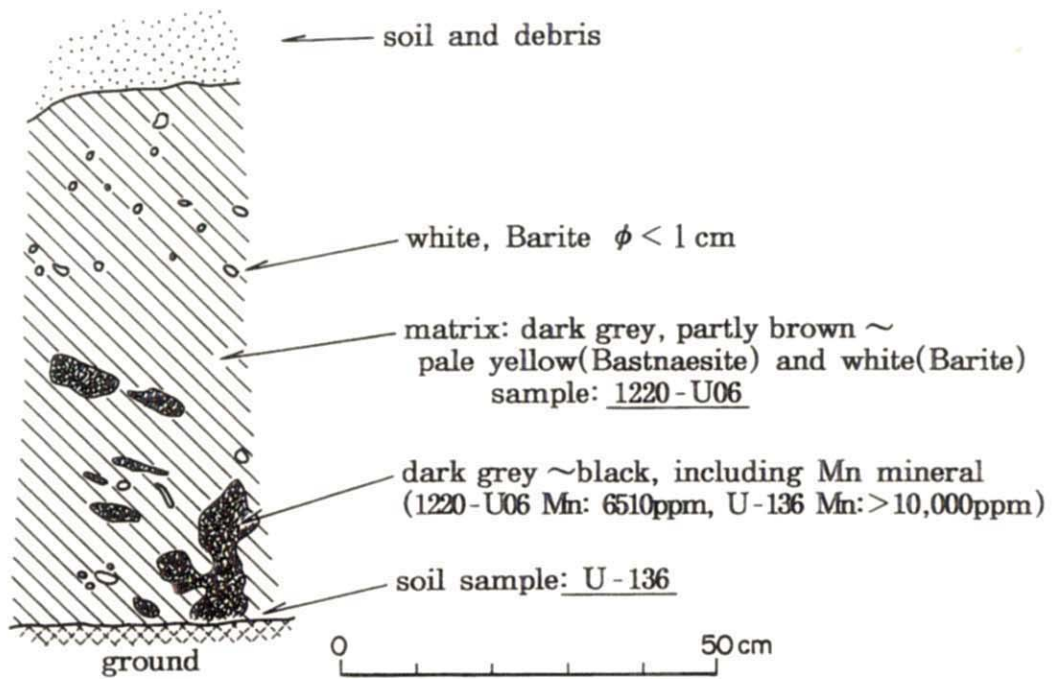 soil and debris
white, Barite ϕ < 1 cm
matrix: dark grey, partly brown ~
pale yellow(Bastnaesite) and white(Barite)
sample: 1220-U06
dark grey ~black, including Mn mineral
(1220-U06 Mn: 6510ppm, U-136 Mn:>10,000ppm)
soil sample: U-136
ground
0 50cm